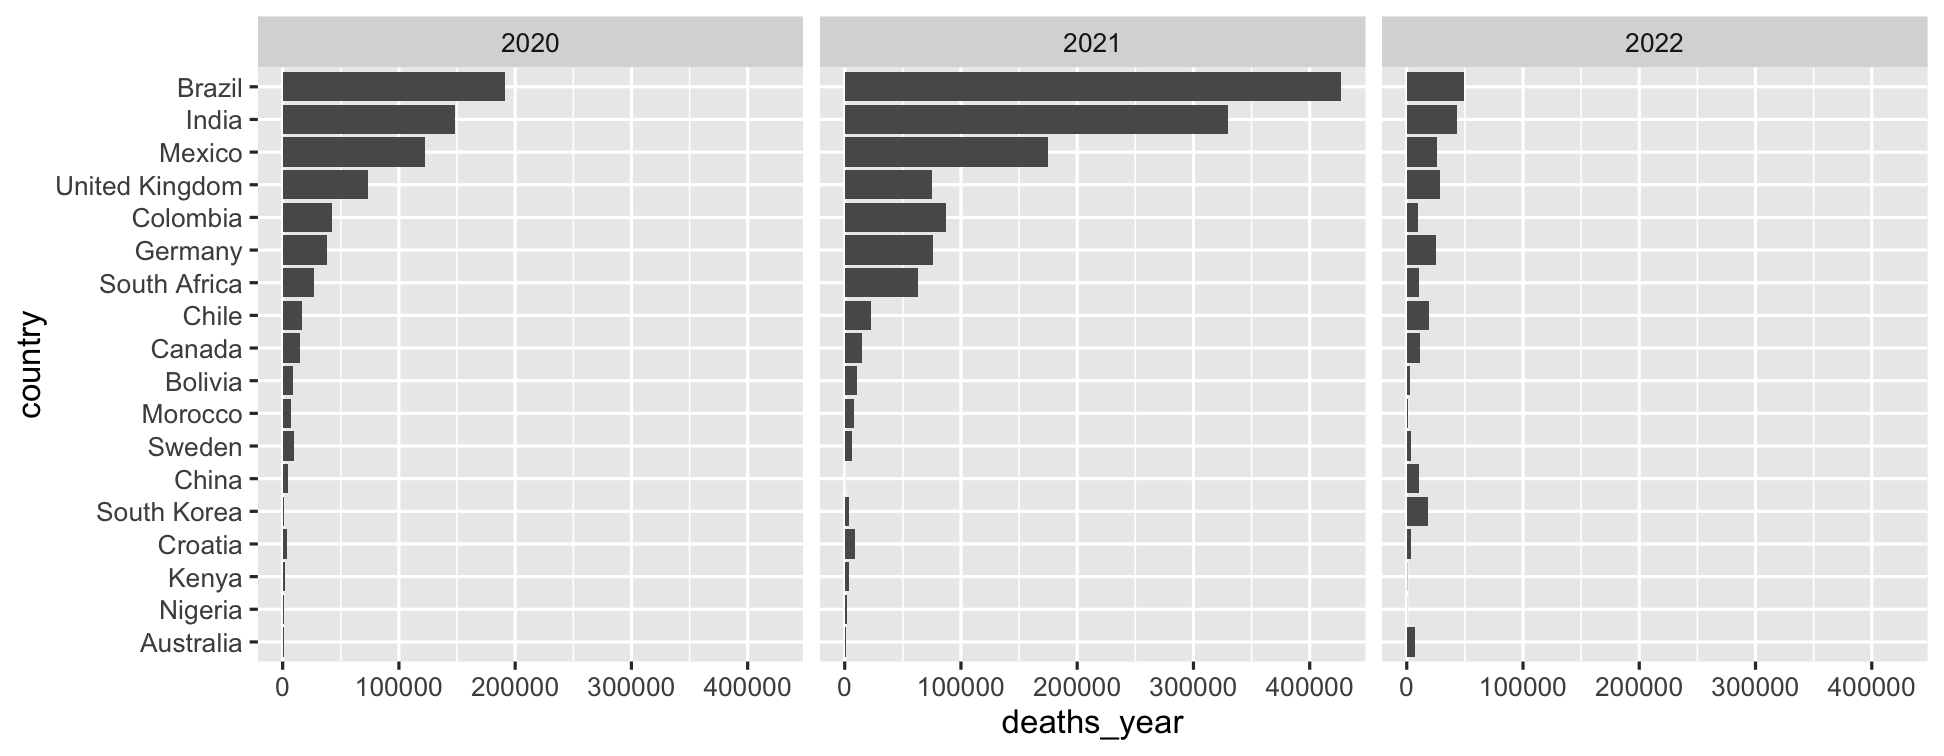 2020 2021 2022
Brazil
India
Mexico
United Kingdom
Colombia
Germany
South Africa
Chile
Canada
Bolivia
Morocco
Sweden
China
South Korea
Croatia
Kenya
Nigeria
Australia
country
0 100000 200000 300000 400000 0 100000 200000 300000 400000 0 100000 200000 300000 400000
deaths_year